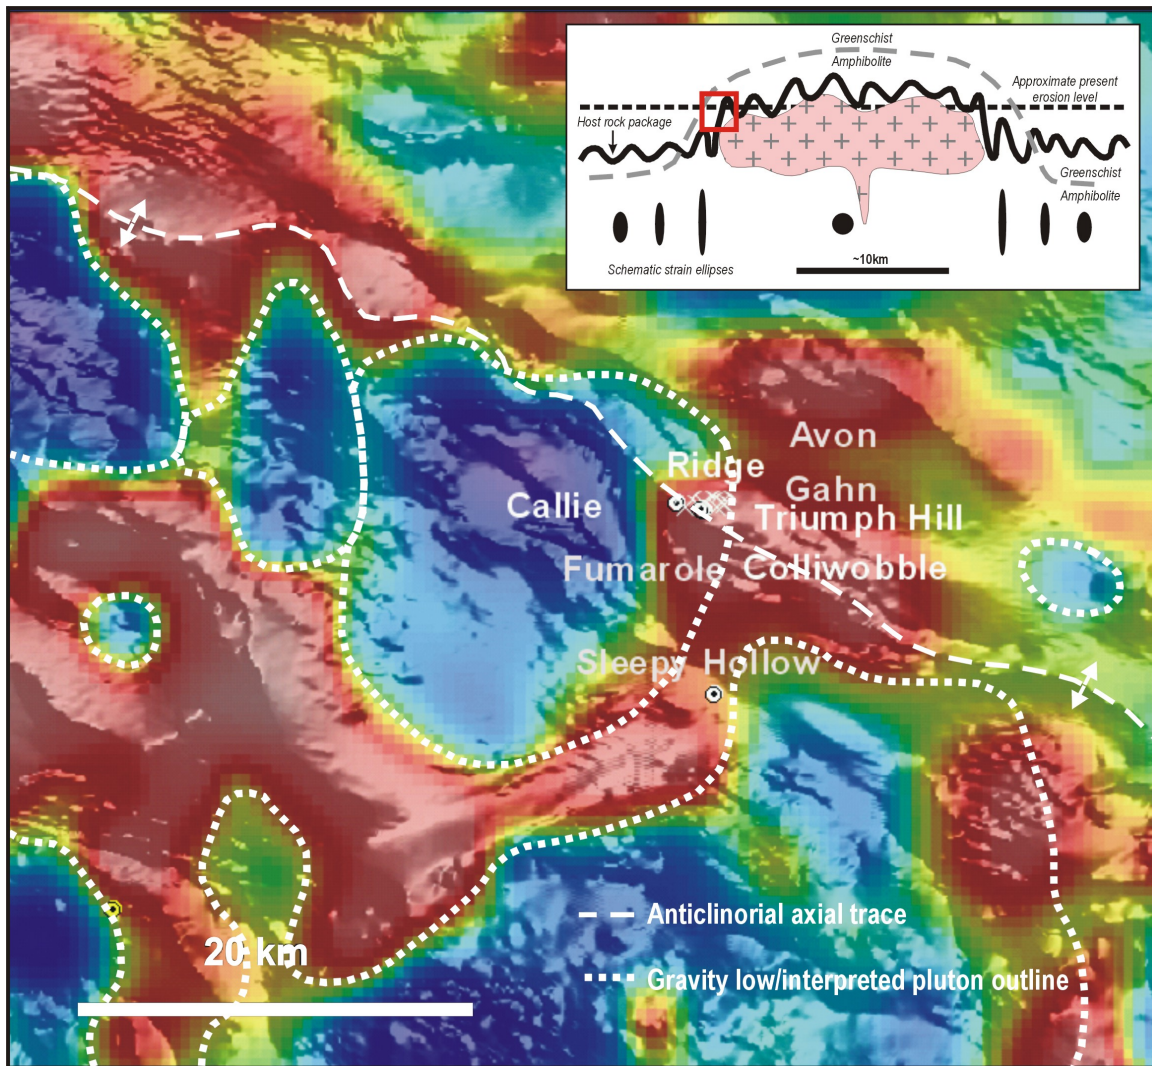 Greenschist
Amphibolite
Approximate present
erosion level
Host rock package
Greenschist
Amphibolite
~10km
Schematic strain ellipses
Avon
Ridge
Gahn
Callie
Triumph Hill
Fumarole
Colliwobble
Sleepy Hollow
Anticlinorial axial trace
20 km
Gravity low/interpreted pluton outline